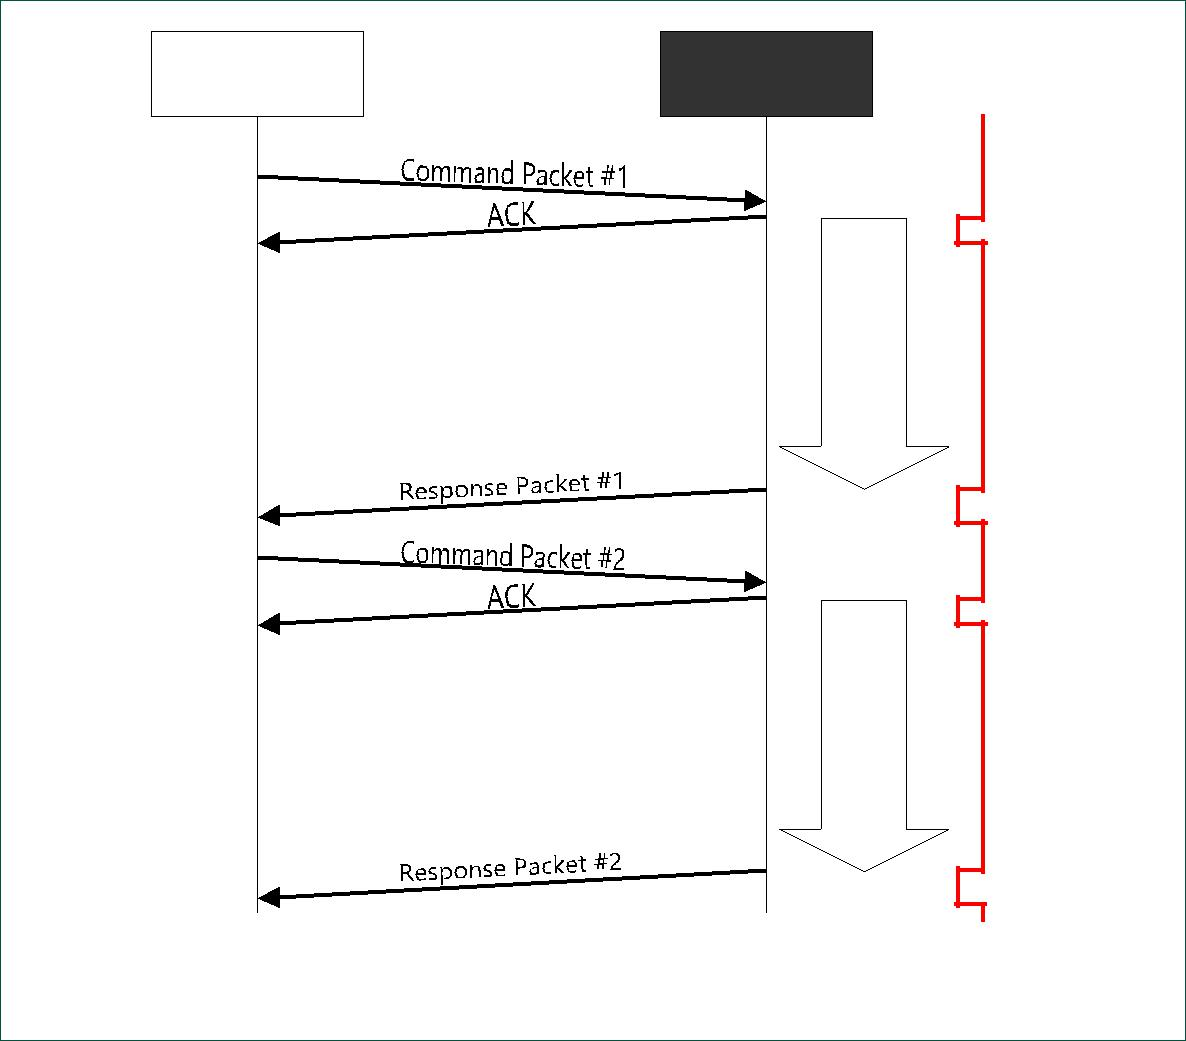 Command Packet #1
ACK
Response Packet #1
Command Packet #2
ACK
Response Packet #2